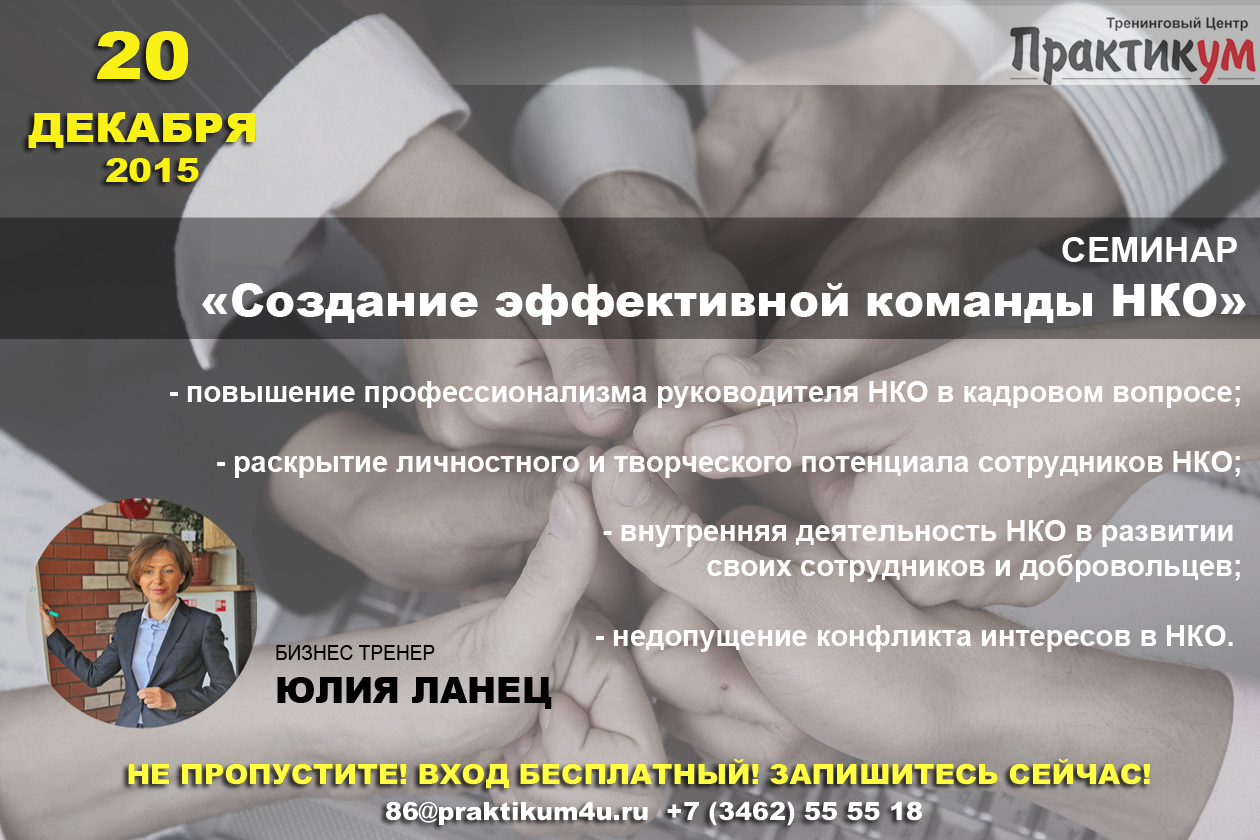 20
ДЕКАБРЯ
2015
Тренинговый Центр
Практикум
СЕМИНАР
«Создание эффективной команды НКО»
- повышение профессионализма руководителя НКО в кадровом вопросе;
- раскрытие личностного и творческого потенциала сотрудников НКО;
- внутренняя деятельность НКО в развитии
своих сотрудников и добровольцев;
- недопущение конфликта интересов в НКО.
БИЗНЕС ТРЕНЕР
ЮЛИЯ ЛАНЕЦ
НЕ ПРОПУСТИТЕ! ВХОД БЕСПЛАТНЫЙ! ЗАПИШИТЕСЬ СЕЙЧАС!
86@praktikum4u.ru +7 (3462) 55 55 18